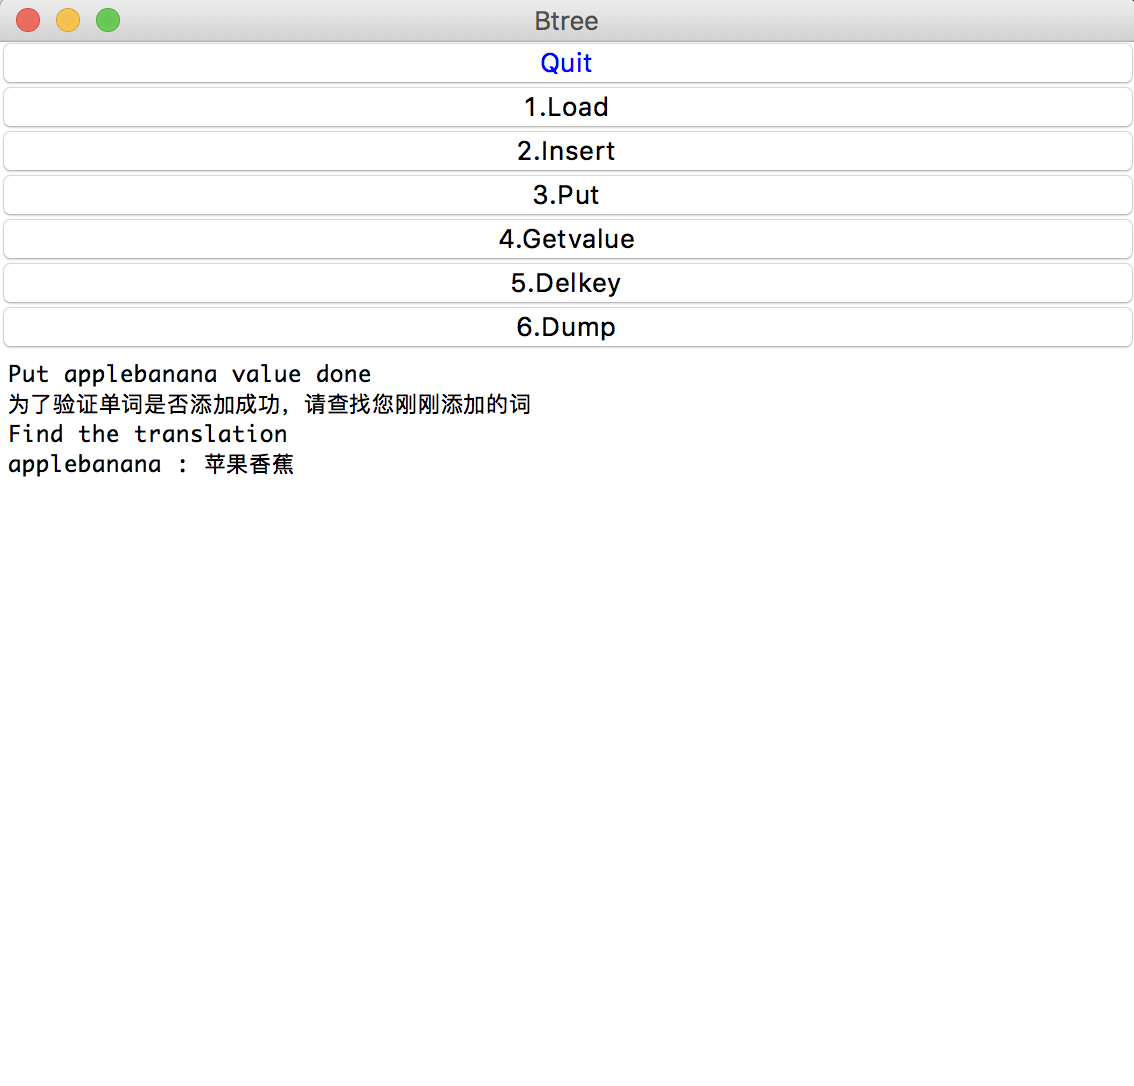 Btree
Quit
1.Load
2.Insert
3.Put
4.Getvalue
5.Delkey
6.Dump
Put applebanana value done
为了验证单词是否添加成功，请查找您刚刚添加的词
Find the translation
applebanana : 苹果香蕉